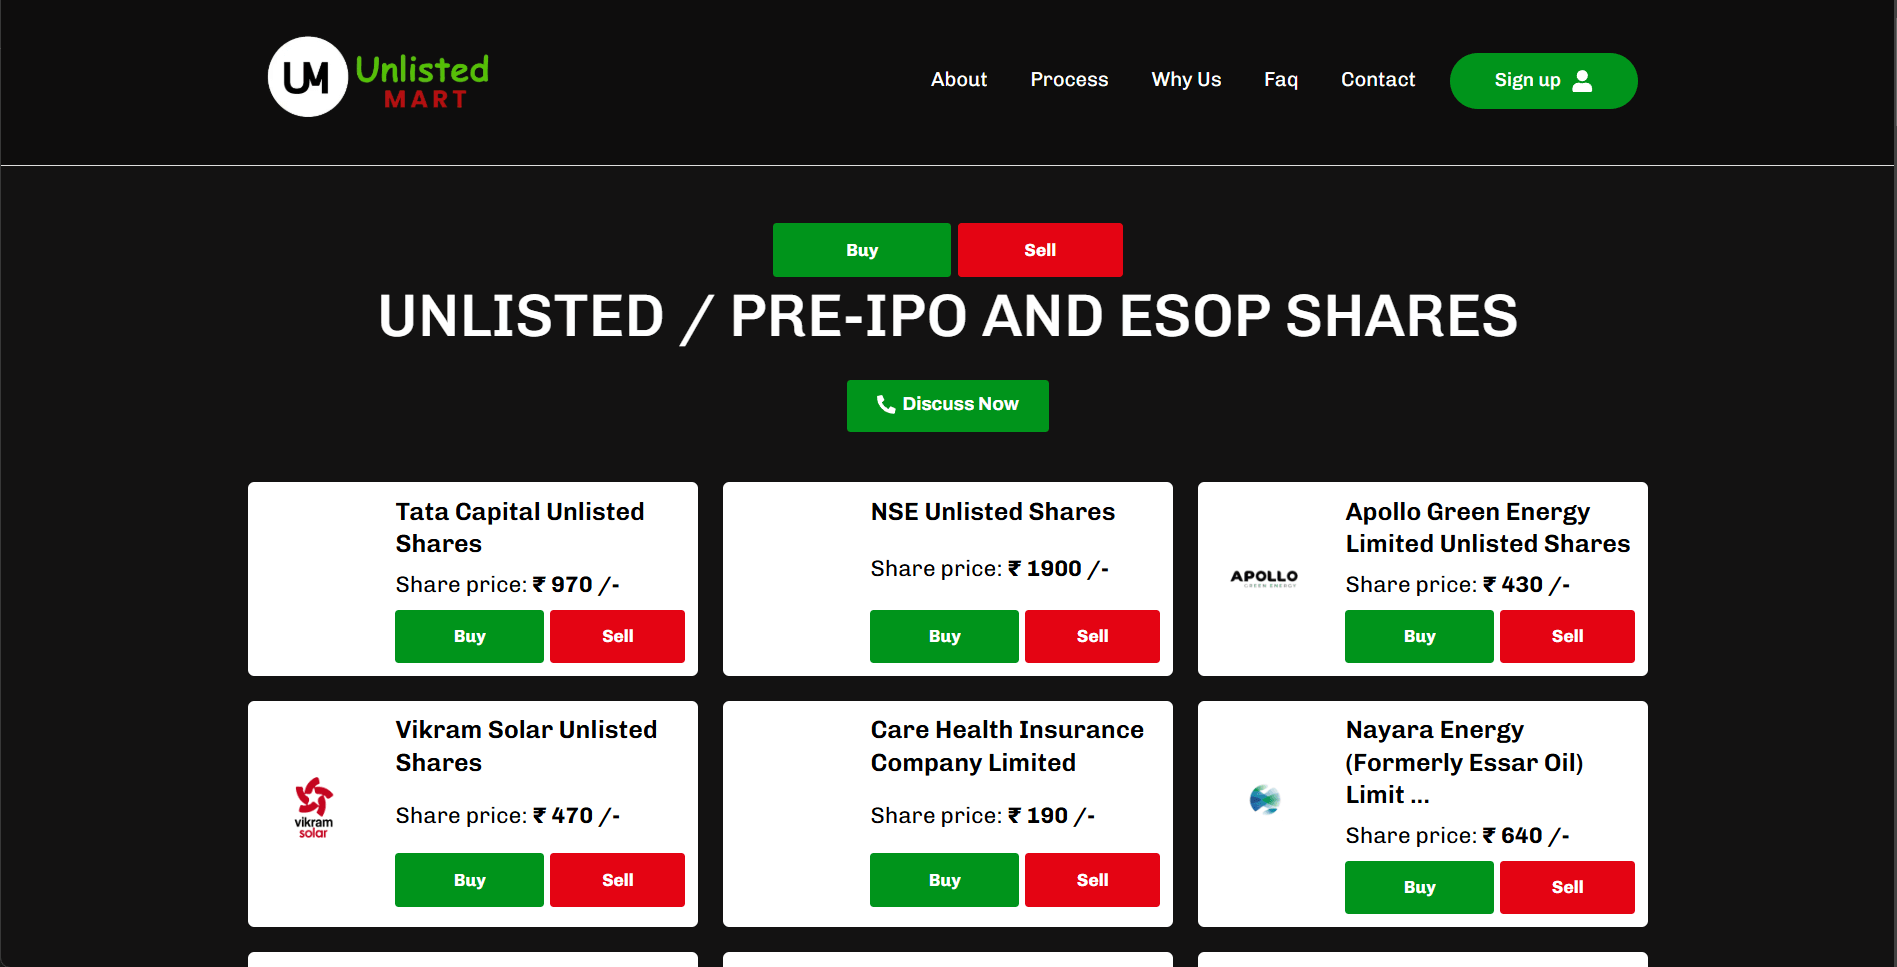 UM Unlisted
MART
About Process Why Us Faq Contact Sign up
Buy Sell
UNLISTED / PRE-IPO AND ESOP SHARES
Discuss Now
Tata Capital Unlisted
Shares
Share price: ₹ 970 /-
Buy Sell
NSE Unlisted Shares
Share price: ₹ 1900 /-
Buy Sell
APOLLO
GREEN ENERGY
Apollo Green Energy
Limited Unlisted Shares
Share price: ₹ 430 /-
Buy Sell
vikram
solar
Vikram Solar Unlisted
Shares
Share price: ₹ 470 /-
Buy Sell
Care Health Insurance
Company Limited
Share price: ₹ 190 /-
Buy Sell
Nayara Energy
(Formerly Essar Oil)
Limit ...
Share price: ₹ 640 /-
Buy Sell